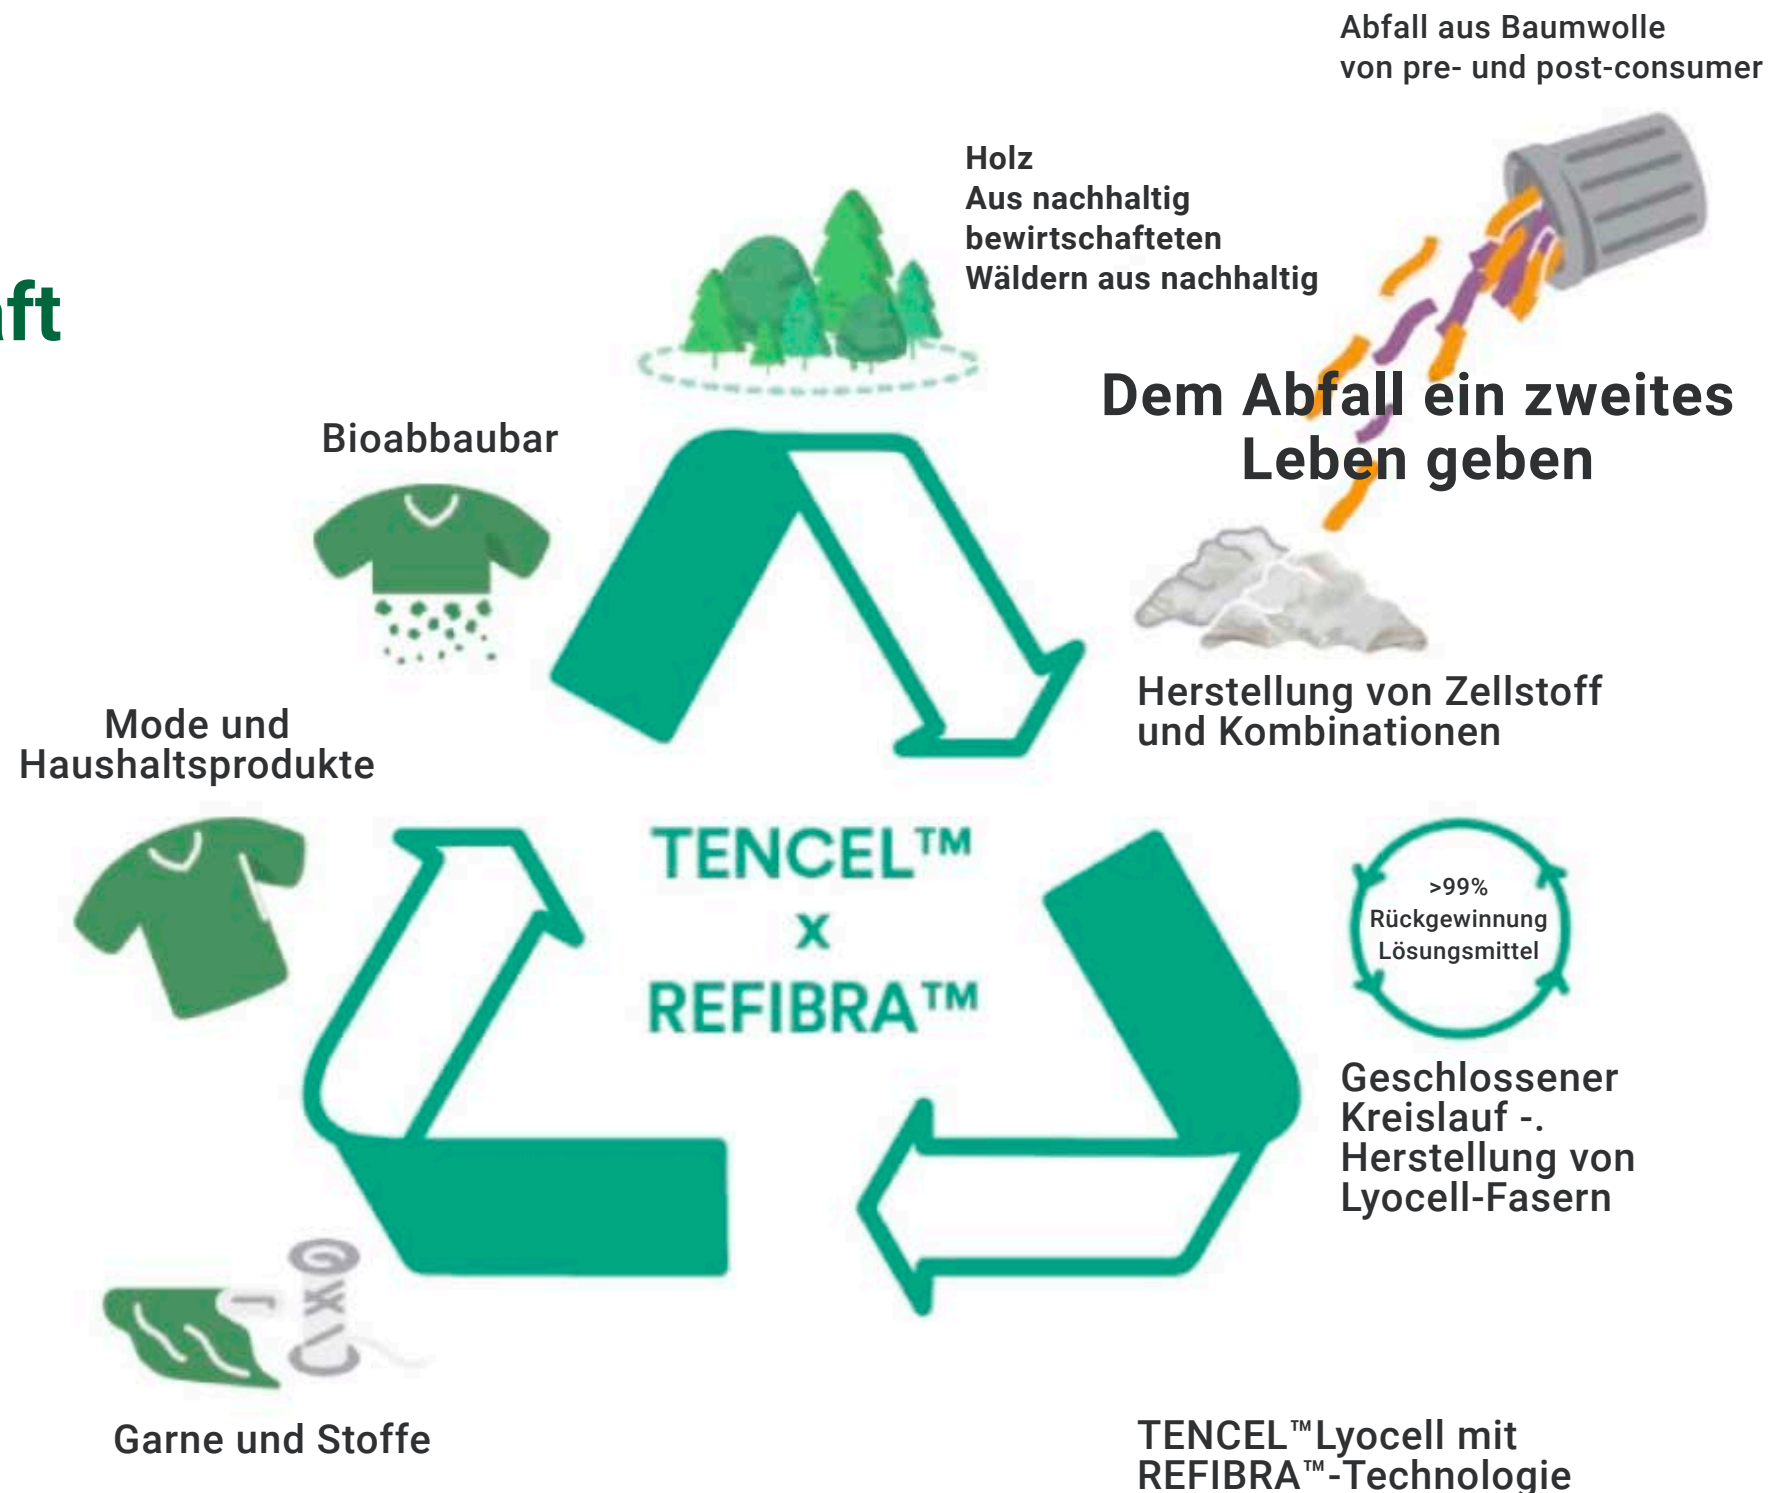 Abfall aus Baumwolle
von pre- und post-consumer
Holz
Aus nachhaltig
bewirtschafteten
Wäldern aus nachhaltig
ft
Dem Abfall ein zweites
Leben geben
Bioabbaubar
Herstellung von Zellstoff
und Kombinationen
Mode und
Haushaltsprodukte
TENCEL™
x
REFIBRA™
>99%
Rückgewinnung
Lösungsmittel
Geschlossener
Kreislauf -.
Herstellung von
Lyocell-Fasern
Garne und Stoffe
TENCEL™Lyocell mit
REFIBRA™-Technologie